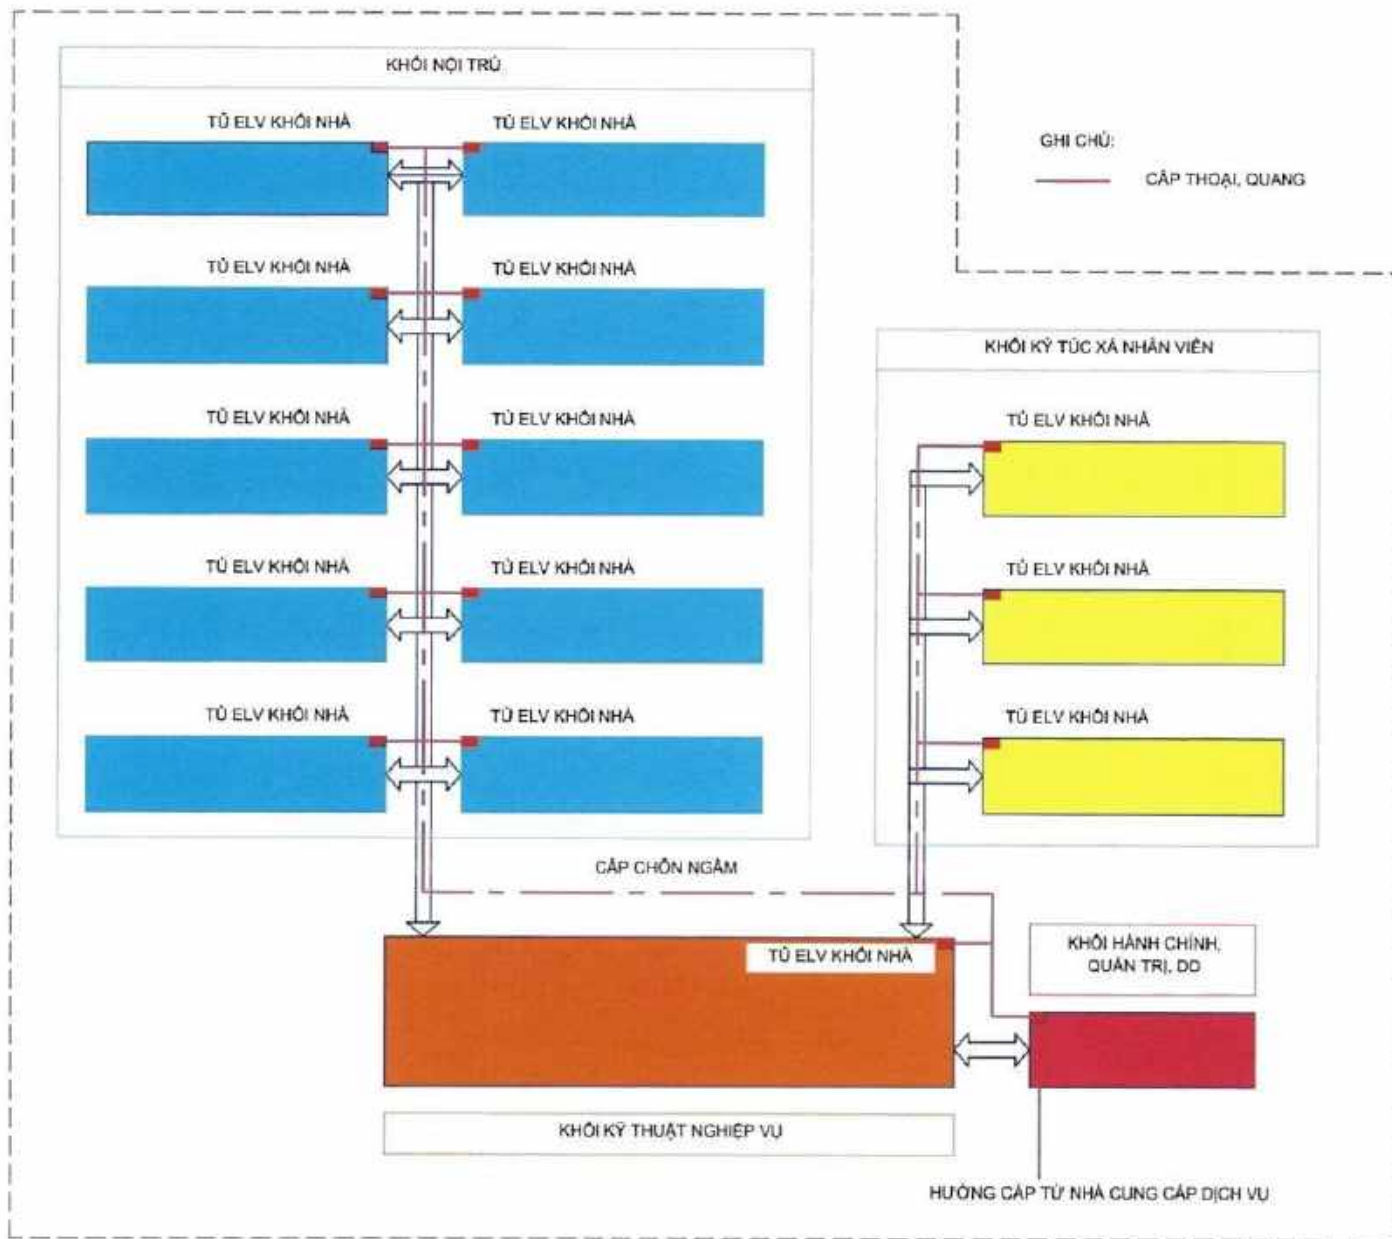 KHỐI NỘI TRÚ
TỦ ELV KHỐI NHÀ
TỦ ELV KHỐI NHÀ
GHI CHÚ:
CÁP THOẠI, QUANG
TỦ ELV KHỐI NHÀ
TỦ ELV KHỐI NHÀ
KHỐI KÝ TÚC XÁ NHÂN VIÊN
TỦ ELV KHỐI NHÀ
TỦ ELV KHỐI NHÀ
TỦ ELV KHỐI NHÀ
TỦ ELV KHỐI NHÀ
TỦ ELV KHỐI NHÀ
TỦ ELV KHỐI NHÀ
TỦ ELV KHỐI NHÀ
TỦ ELV KHỐI NHÀ
TỦ ELV KHỐI NHÀ
CÁP CHÔN NGẦM
TỦ ELV KHỐI NHÀ
KHỐI HÀNH CHÍNH,
QUẢN TRỊ, DD
KHỐI KỸ THUẬT NGHIỆP VỤ
HƯỚNG CÁP TỪ NHÀ CUNG CẤP DỊCH VỤ